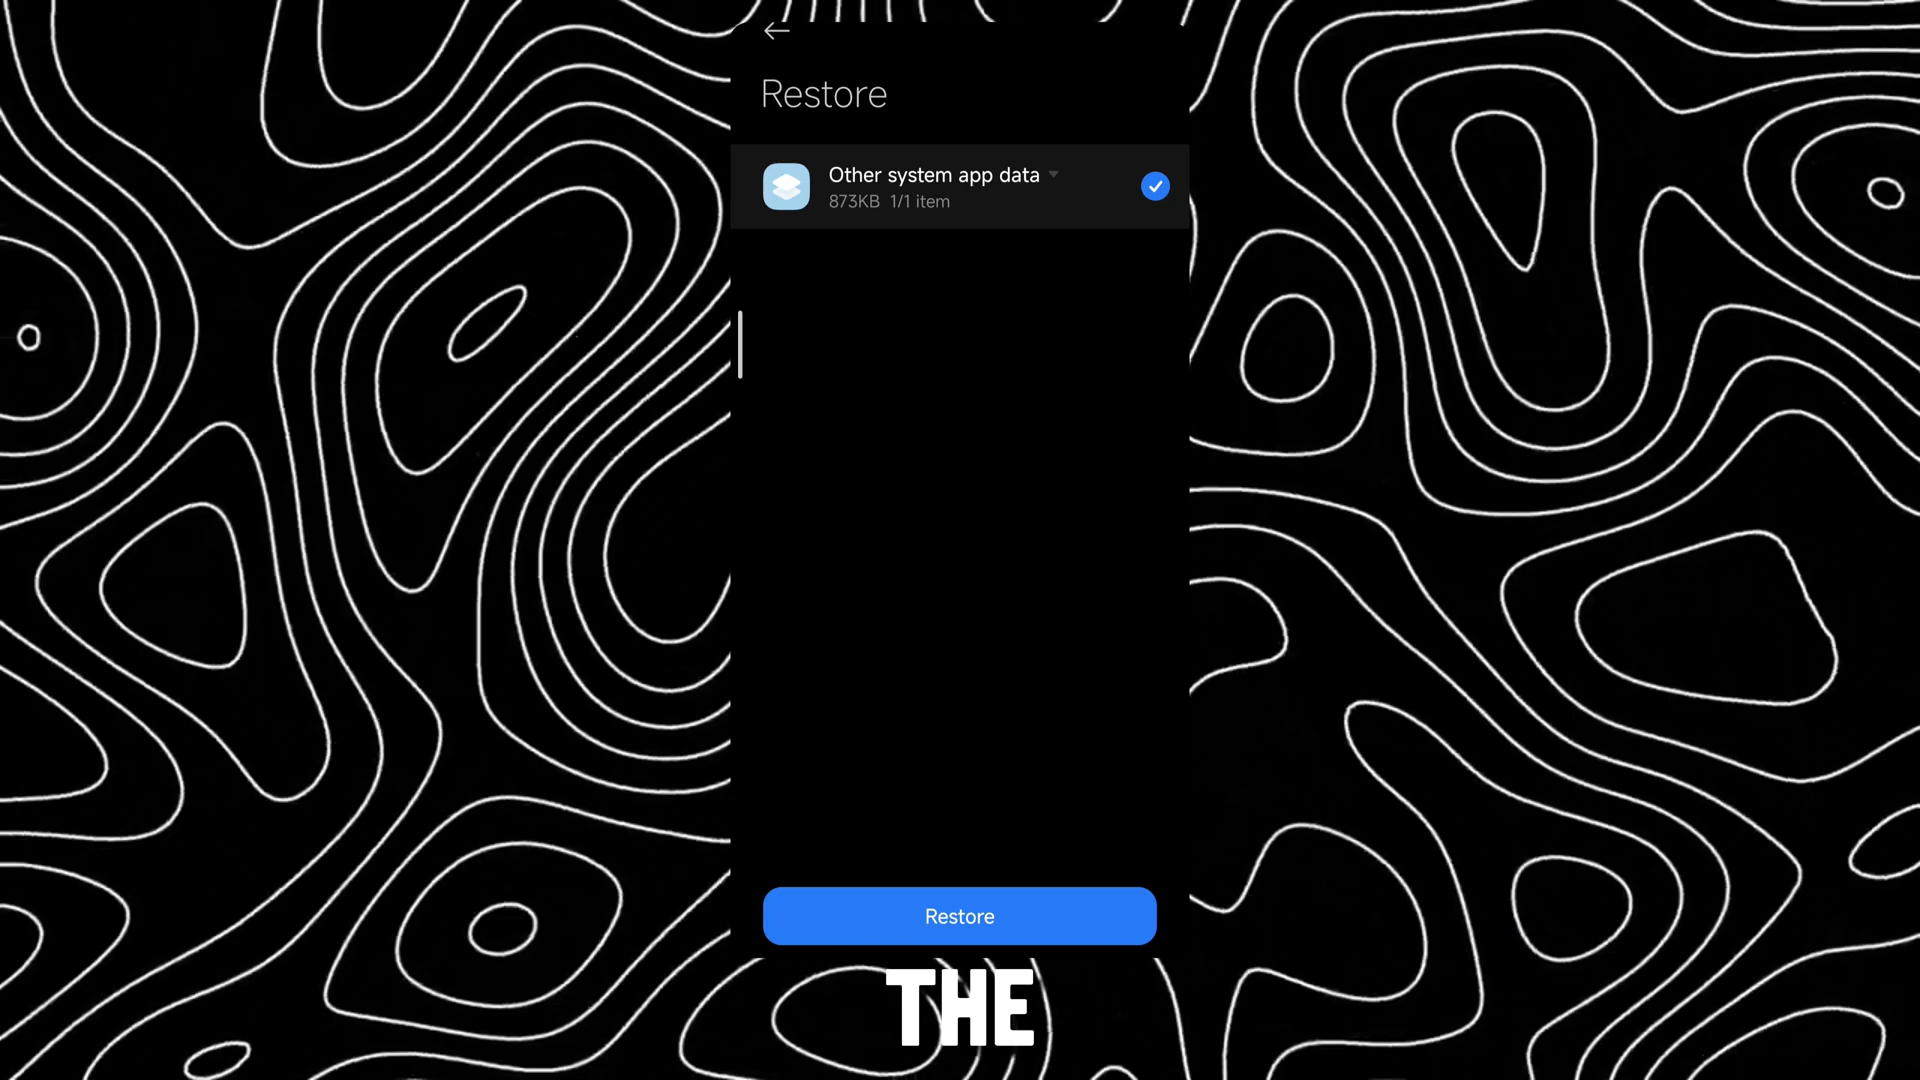 Restore
Other system app data
873KB 1/1 item
Restore
THE